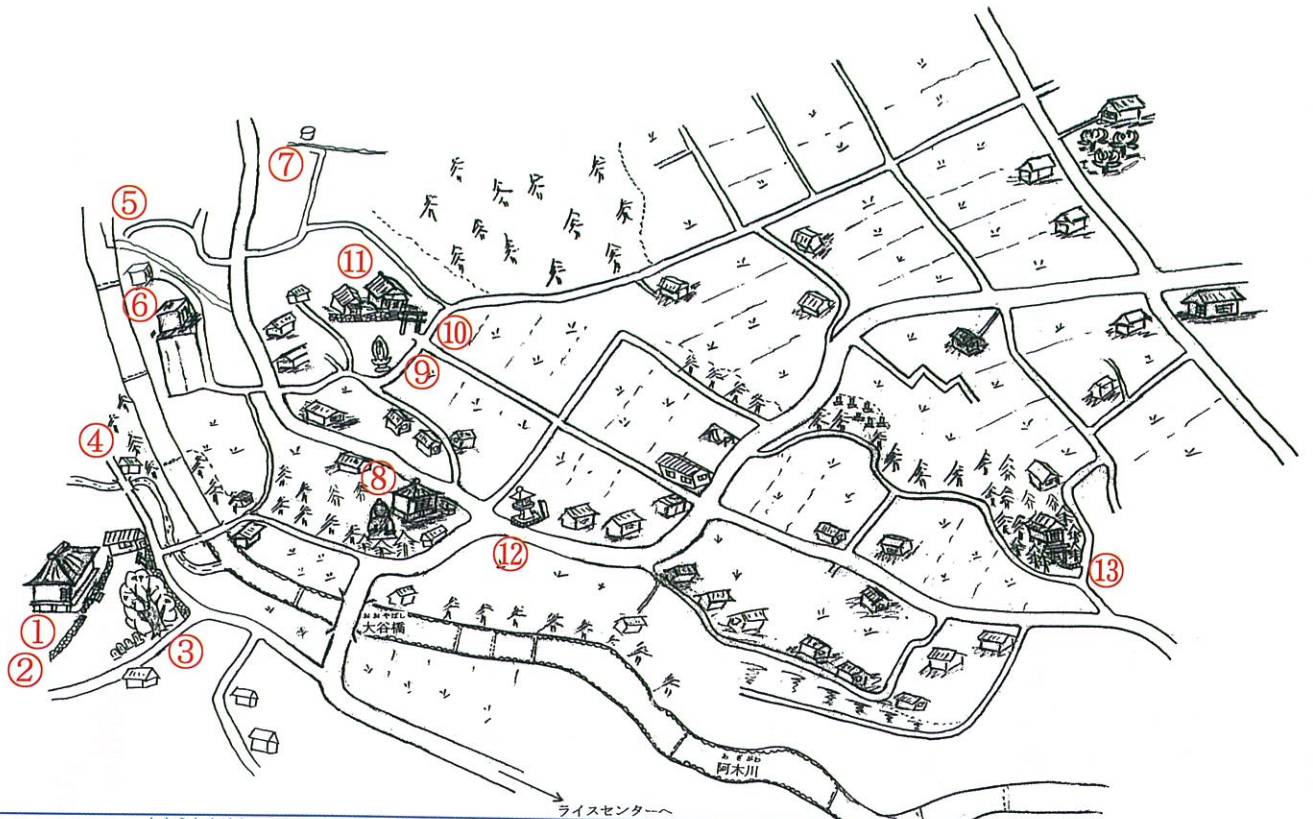 ⑦
⑤
⑪
⑥
⑩
⑨
④
⑧
⑫
⑬
①
おおやばし
大谷橋
③
②
あぎがわ
阿木川
ライスセンターへ